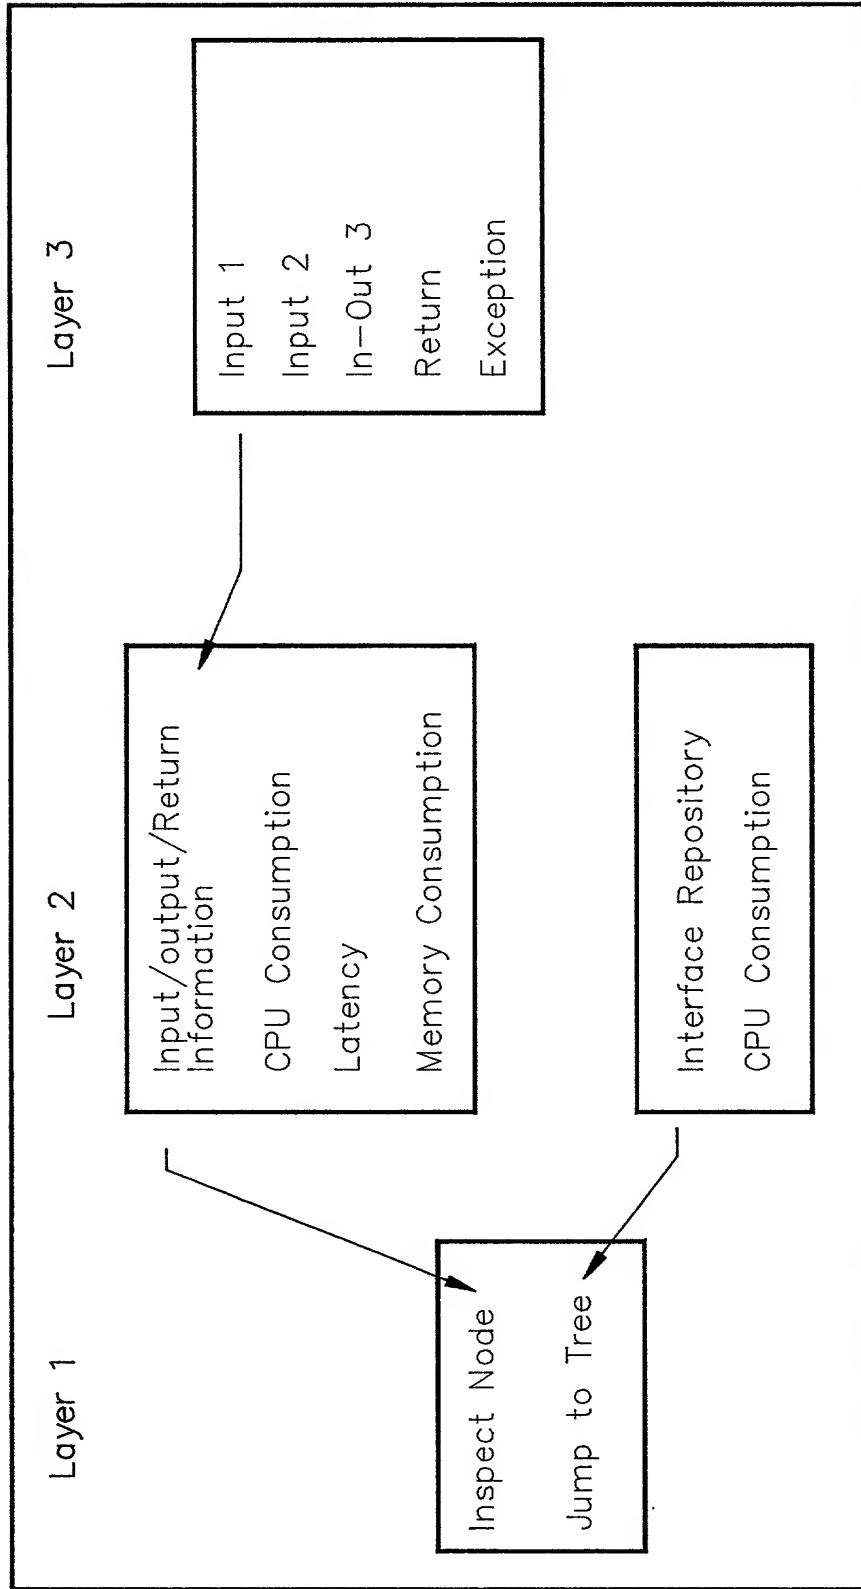 Layer 1
Inspect Node
Jump to Tree
Layer 2
Input/output/Return
Information
CPU Consumption
Latency
Memory Consumption
Interface Repository
CPU Consumption
Layer 3
Input 1
Input 2
In-Out 3
Return
Exception